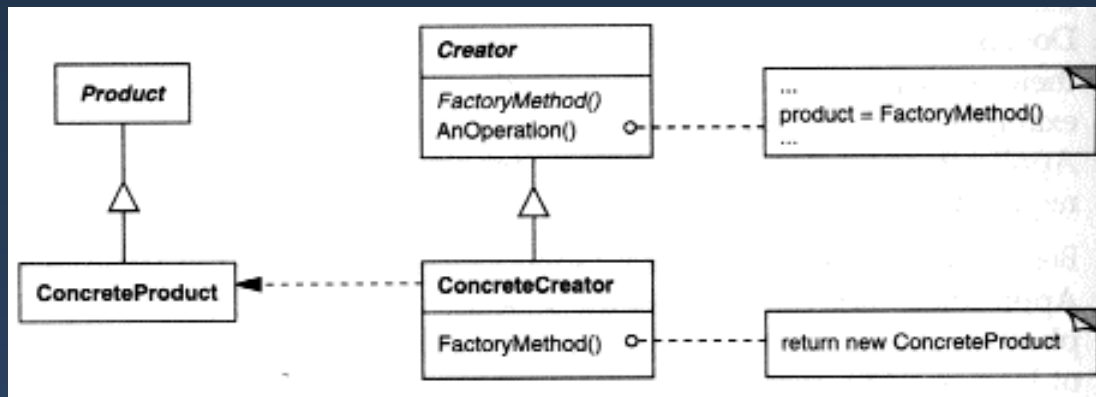 Product
ConcreteProduct
Creator
FactoryMethod()
AnOperation()
...
product = FactoryMethod()
...
ConcreteCreator
FactoryMethod()
return new ConcreteProduct